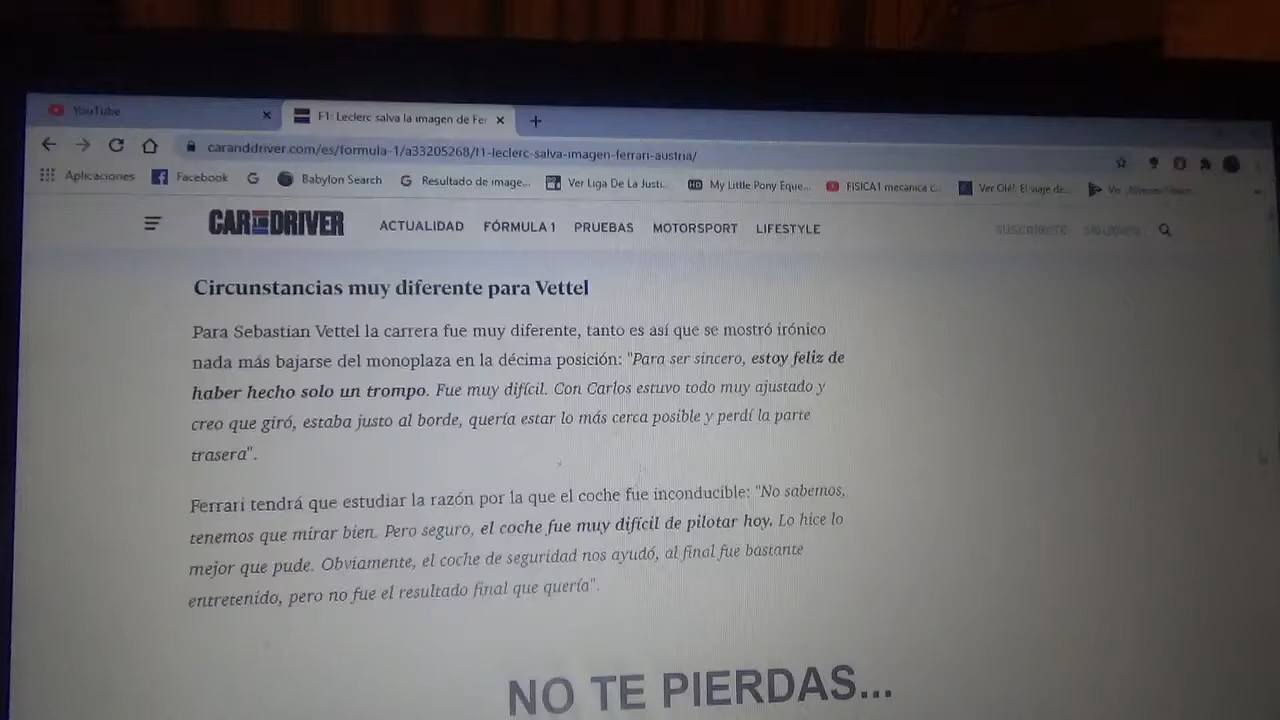 YouTube
F1: Leclerc salva la imagen de Fer
caranddriver.com/es/formula-1/a33205268/f1-leclerc-salva-imagen-ferrari-austria/
Aplicaciones Facebook Babylon Search Resultado de image... Ver Liga De La Justi... My Little Pony Eque... FISICA1 mecanica c... Ver Olé!. El viaje de...
CAR AND DRIVER ACTUALIDAD FÓRMULA 1 PRUEBAS MOTORSPORT LIFESTYLE
Circunstancias muy diferente para Vettel
Para Sebastian Vettel la carrera fue muy diferente, tanto es así que se mostró irónico
nada más bajarse del monoplaza en la décima posición: "Para ser sincero, estoy feliz de
haber hecho solo un trompo. Fue muy difícil. Con Carlos estuvo todo muy ajustado y
creo que giró, estaba justo al borde, quería estar lo más cerca posible y perdí la parte
trasera".
Ferrari tendrá que estudiar la razón por la que el coche fue inconducible: "No sabemos,
tenemos que mirar bien. Pero seguro, el coche fue muy difícil de pilotar hoy. Lo hice lo
mejor que pude. Obviamente, el coche de seguridad nos ayudó, al final fue bastante
entretenido, pero no fue el resultado final que quería".
NO TE PIERDAS...